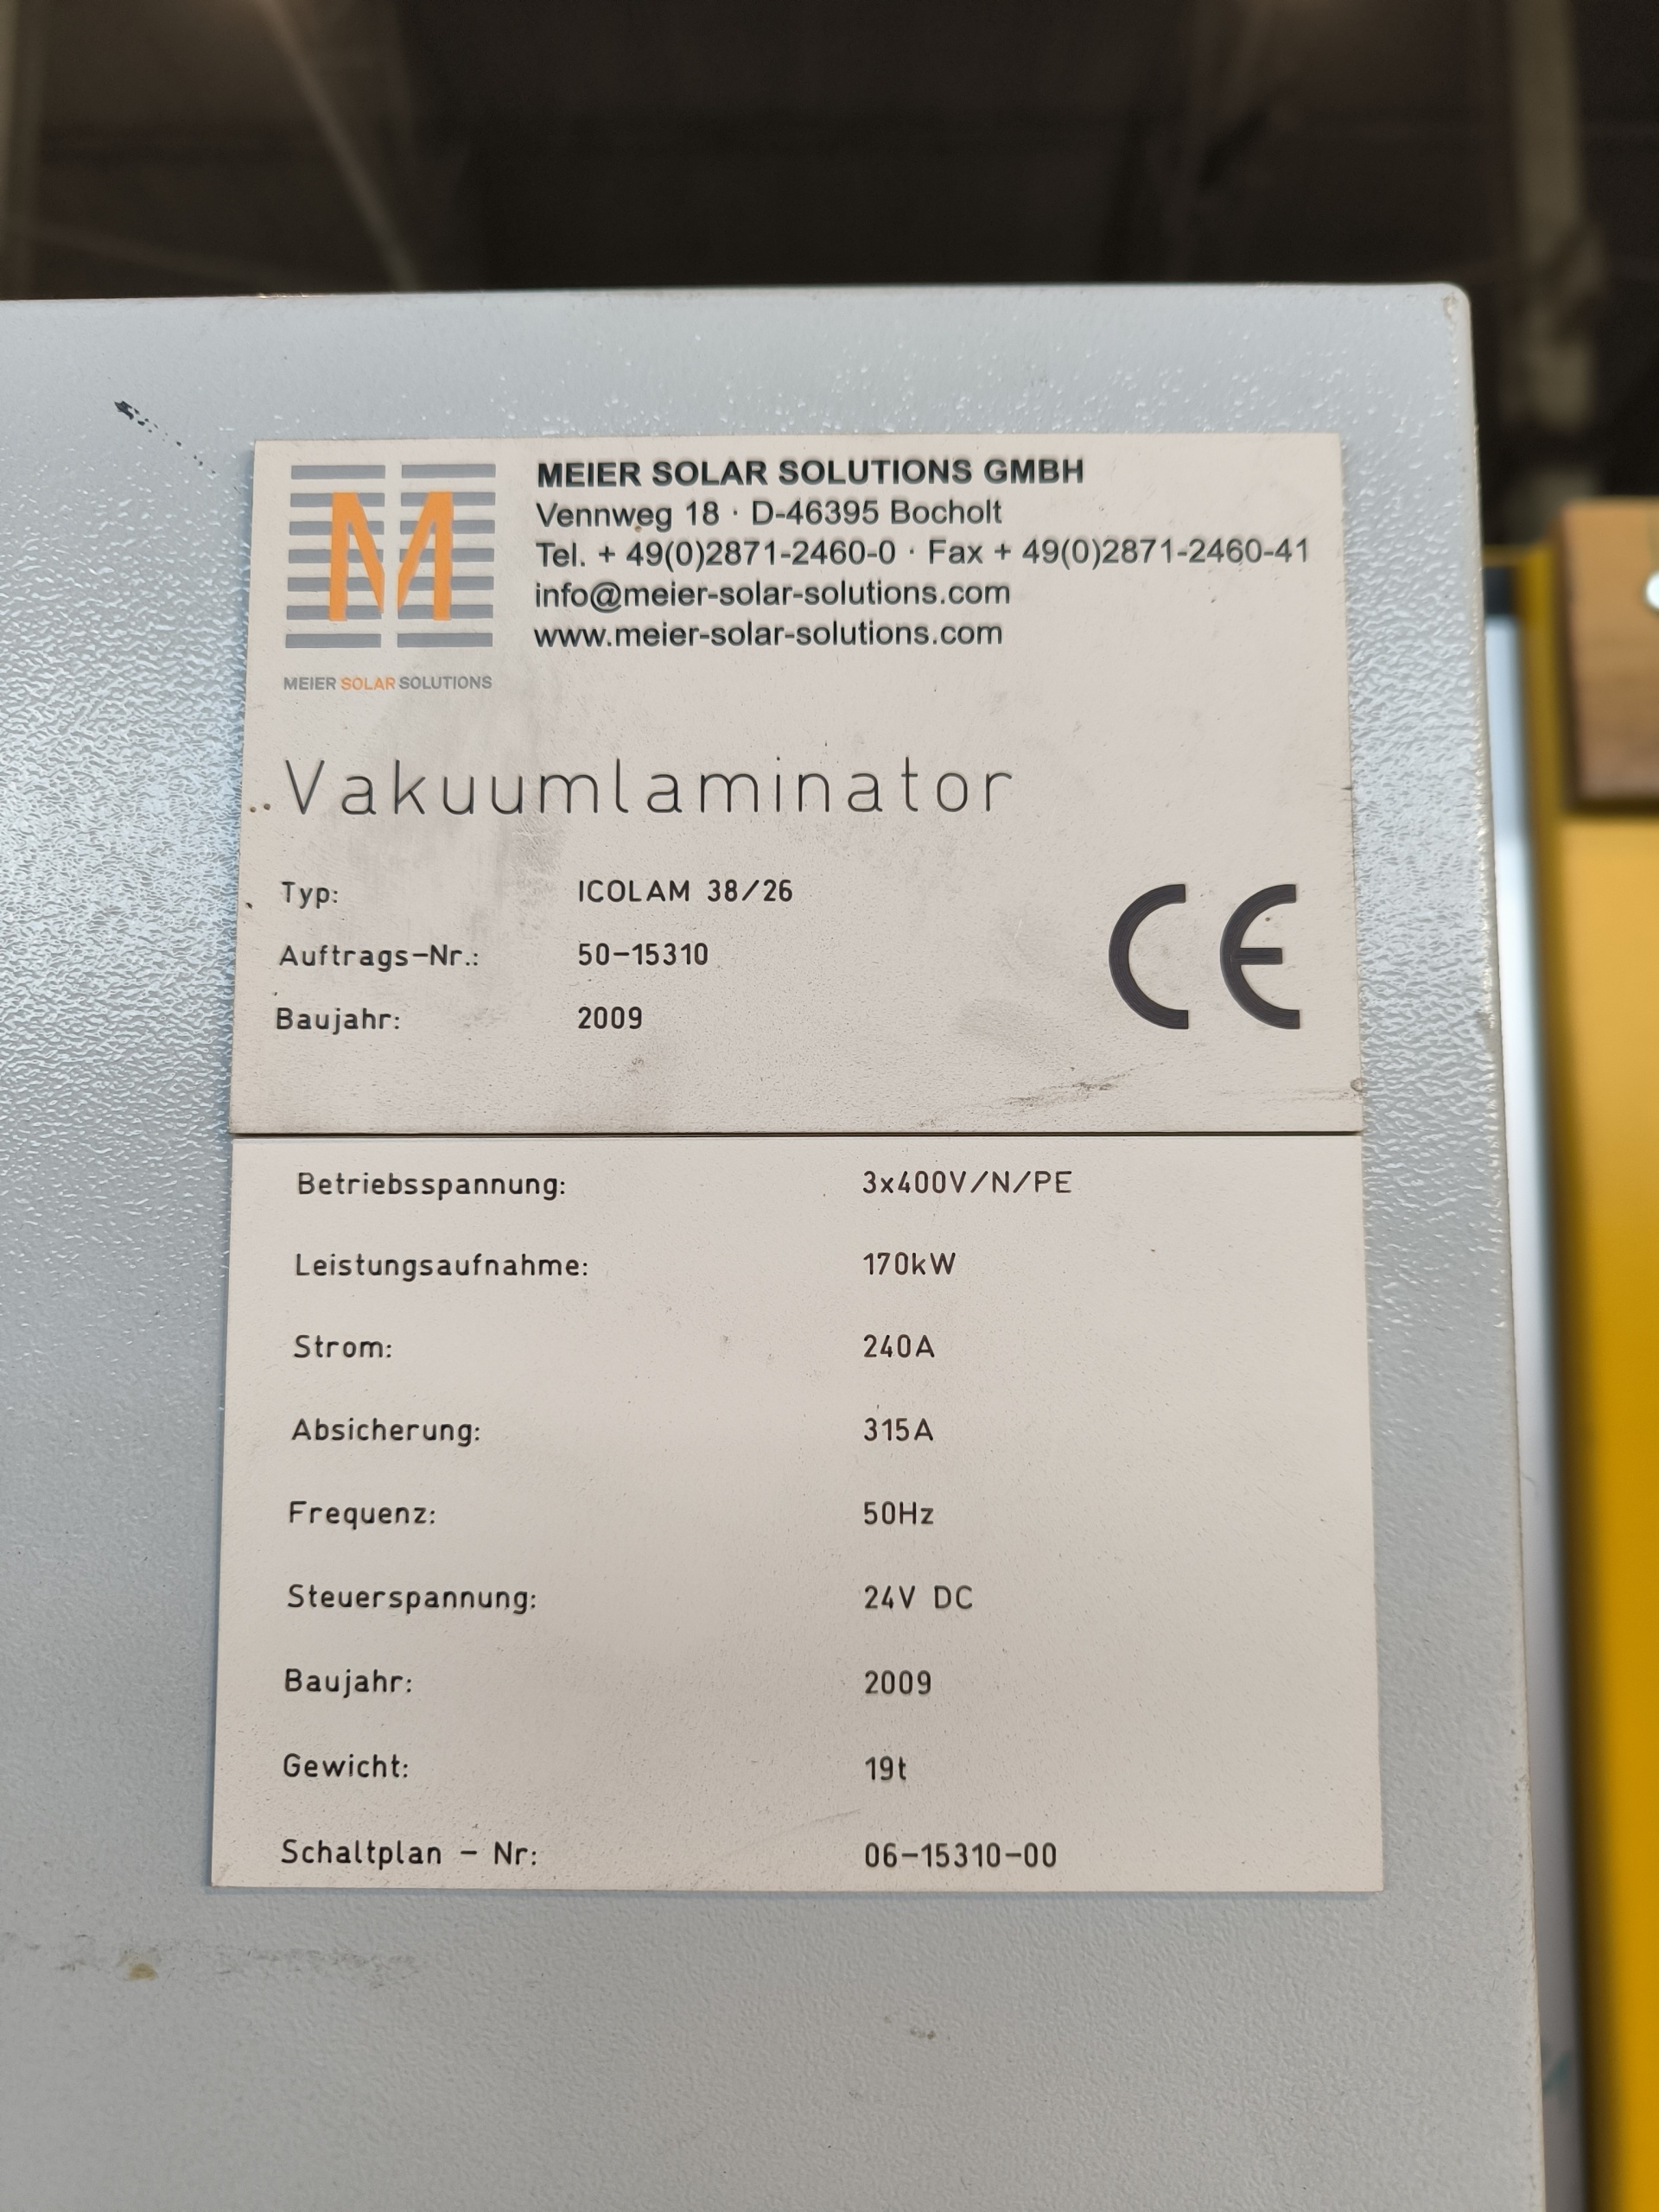 M
MEIER SOLAR SOLUTIONS
MEIER SOLAR SOLUTIONS GMBH
Vennweg 18 · D-46395 Bocholt
Tel. + 49(0)2871-2460-0 · Fax + 49(0)2871-2460-41
info@meier-solar-solutions.com
www.meier-solar-solutions.com
Vakuumlaminator
Typ: ICOLAM 38/26
Auftrags-Nr.: 50-15310
Baujahr: 2009
CE
Betriebsspannung: 3x400V/N/PE
Leistungsaufnahme: 170kW
Strom: 240A
Absicherung: 315A
Frequenz: 50Hz
Steuerspannung: 24V DC
Baujahr: 2009
Gewicht: 19t
Schaltplan - Nr: 06-15310-00